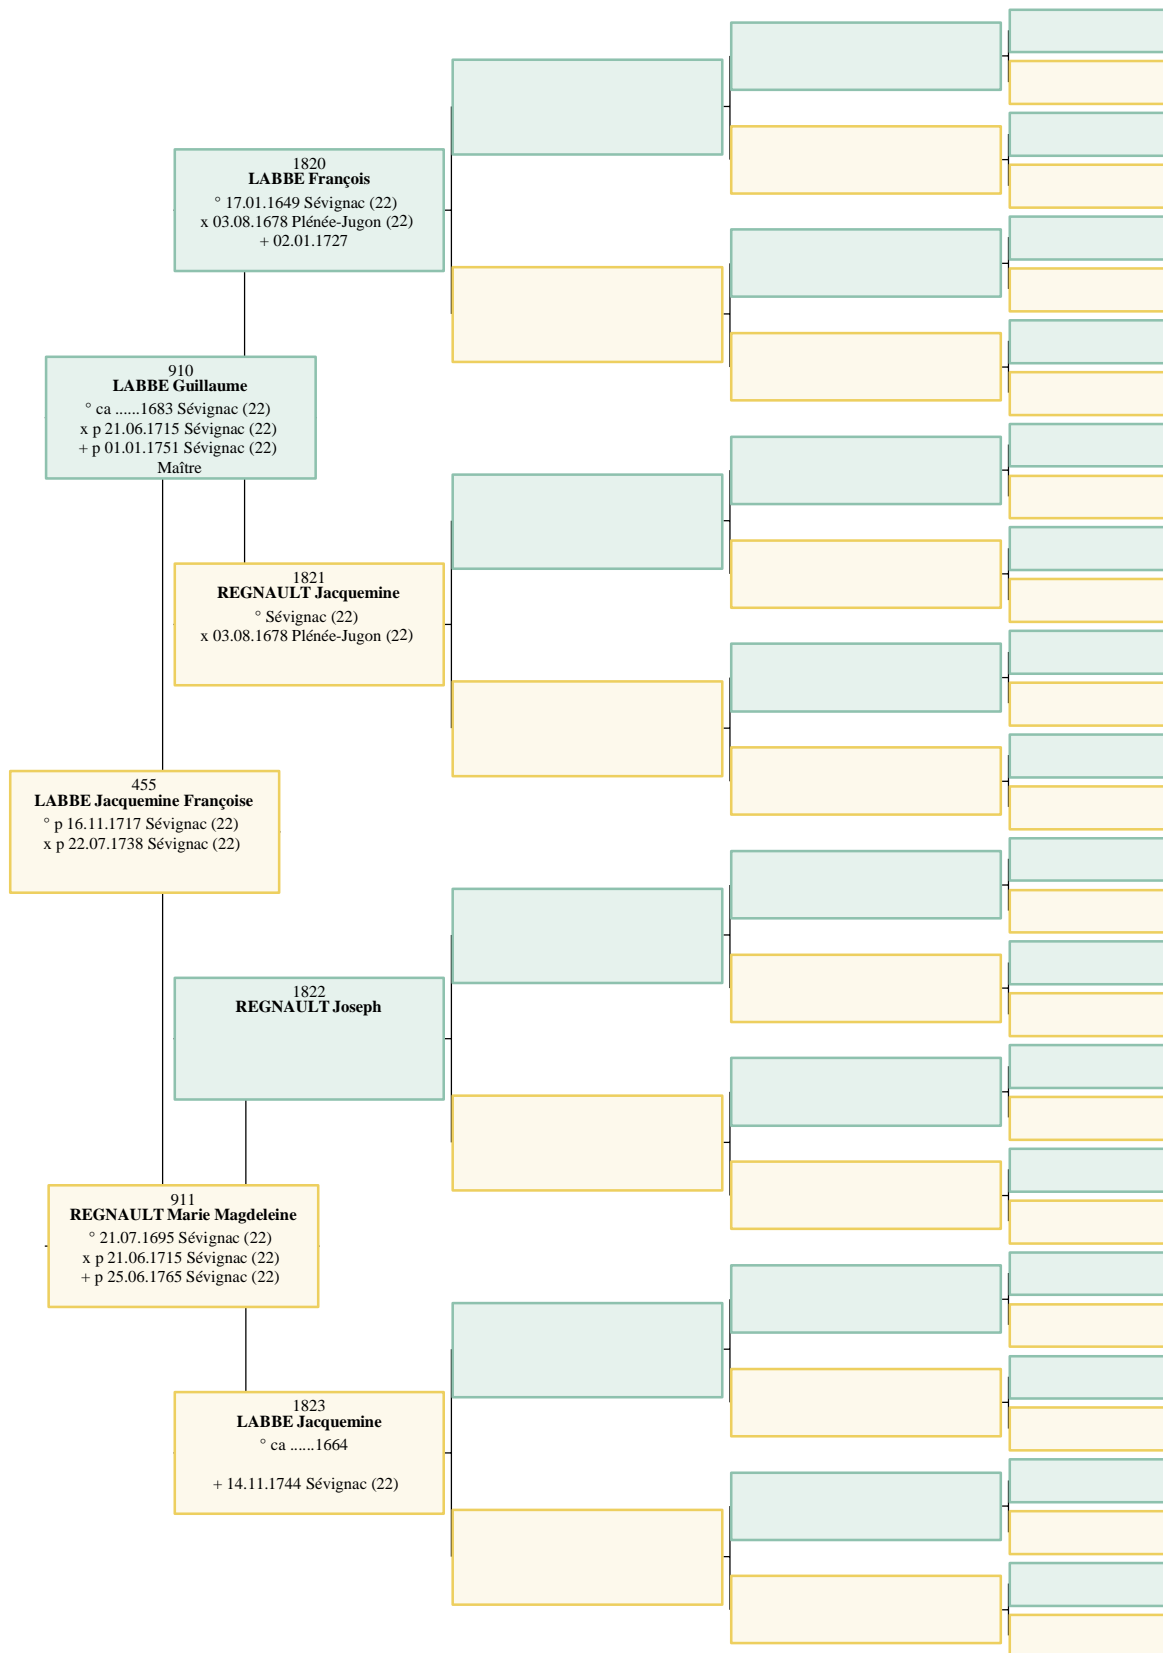 1820
LABBE François
° 17.01.1649 Sévignac (22)
x 03.08.1678 Plénée-Jugon (22)
+ 02.01.1727
910
LABBE Guillaume
° ca ......1683 Sévignac (22)
x p 21.06.1715 Sévignac (22)
+ p 01.01.1751 Sévignac (22)
Maître
1821
REGNAULT Jacquemine
° Sévignac (22)
x 03.08.1678 Plénée-Jugon (22)
455
LABBE Jacquemine Françoise
° p 16.11.1717 Sévignac (22)
x p 22.07.1738 Sévignac (22)
1822
REGNAULT Joseph
911
REGNAULT Marie Magdeleine
° 21.07.1695 Sévignac (22)
x p 21.06.1715 Sévignac (22)
+ p 25.06.1765 Sévignac (22)
1823
LABBE Jacquemine
° ca ......1664
+ 14.11.1744 Sévignac (22)